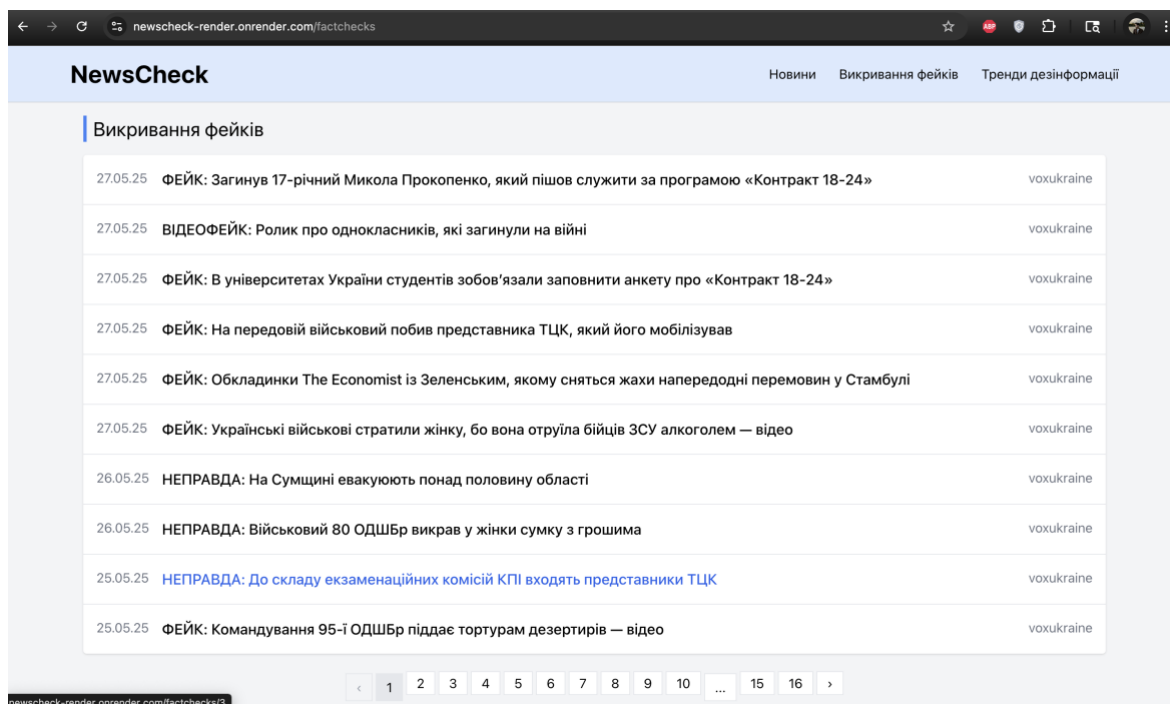 newscheck-render.onrender.com/factchecks
ABP
NewsCheck
Новини Викривання фейків Тренди дезінформації
Викривання фейків
27.05.25 ФЕЙК: Загинув 17-річний Микола Прокопенко, який пішов служити за програмою «Контракт 18-24» voxukraine
27.05.25 ВІДЕОФЕЙК: Ролик про однокласників, які загинули на війні voxukraine
27.05.25 ФЕЙК: В університетах України студентів зобов’язали заповнити анкету про «Контракт 18-24» voxukraine
27.05.25 ФЕЙК: На передовій військовий побив представника ТЦК, який його мобілізував voxukraine
27.05.25 ФЕЙК: Обкладинки The Economist із Зеленським, якому сняться жахи напередодні перемовин у Стамбулі voxukraine
27.05.25 ФЕЙК: Українські військові стратили жінку, бо вона отруїла бійців ЗСУ алкоголем — відео voxukraine
26.05.25 НЕПРАВДА: На Сумщині евакуюють понад половину області voxukraine
26.05.25 НЕПРАВДА: Військовий 80 ОДШБр викрав у жінки сумку з грошима voxukraine
25.05.25 НЕПРАВДА: До складу екзаменаційних комісій КПІ входять представники ТЦК voxukraine
25.05.25 ФЕЙК: Командування 95-ї ОДШБр піддає тортурам дезертирів — відео voxukraine
‹ 1 2 3 4 5 6 7 8 9 10 ... 15 16 ›
newscheck-render.onrender.com/factchecks/3